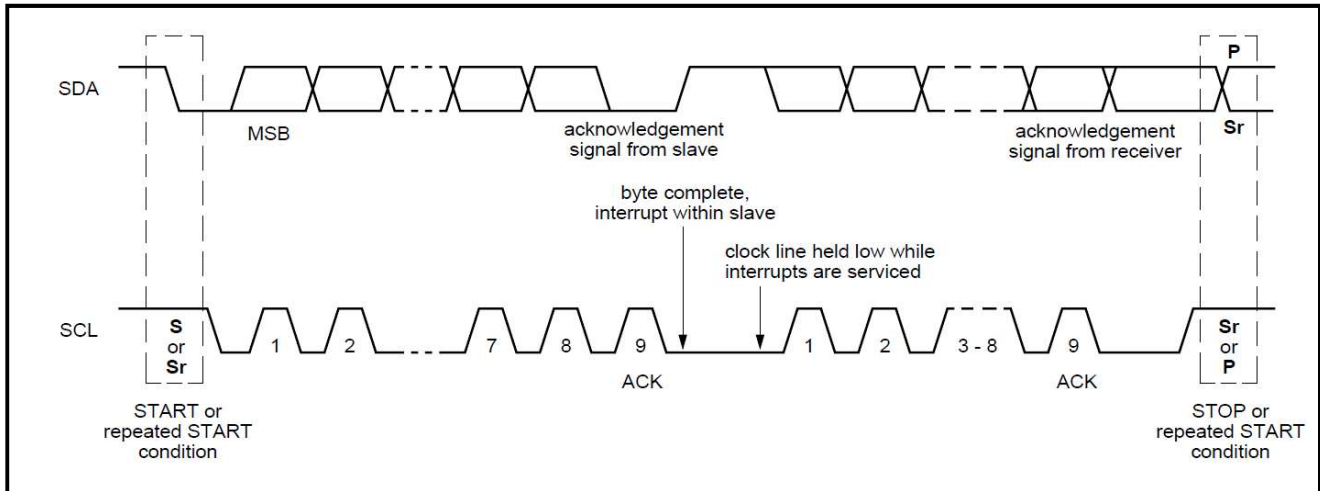 P
SDA
MSB
acknowledgement
signal from slave
acknowledgement
signal from receiver
Sr
byte complete,
interrupt within slave
clock line held low while
interrupts are serviced
SCL
S
or
Sr
1
2
7
8
9
1
2
3 - 8
9
Sr
or
P
ACK
ACK
START or
repeated START
condition
STOP or
repeated START
condition